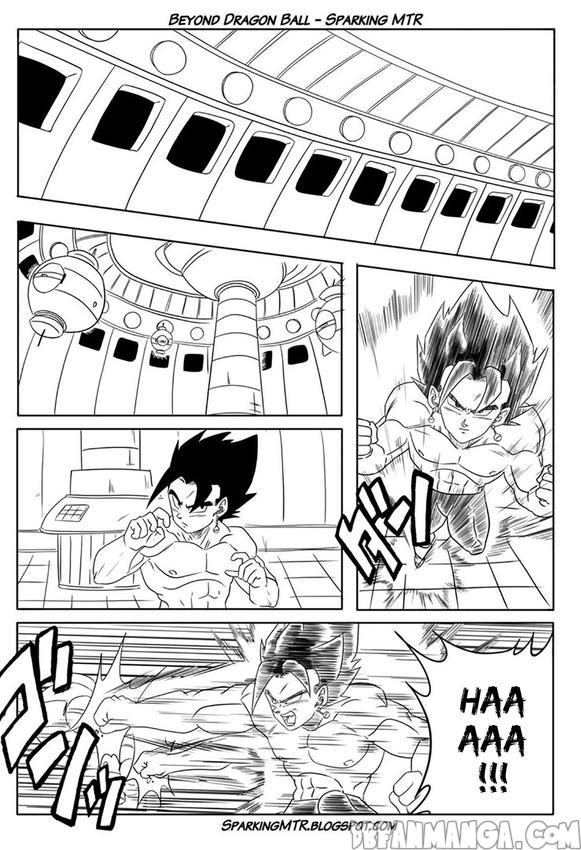 BEYOND DRAGON BALL - SPARKING MTR
HAA
AAA
!!!
SPARKINGMTR.BLOGSPOT.COM
DBFANMANGA.COM